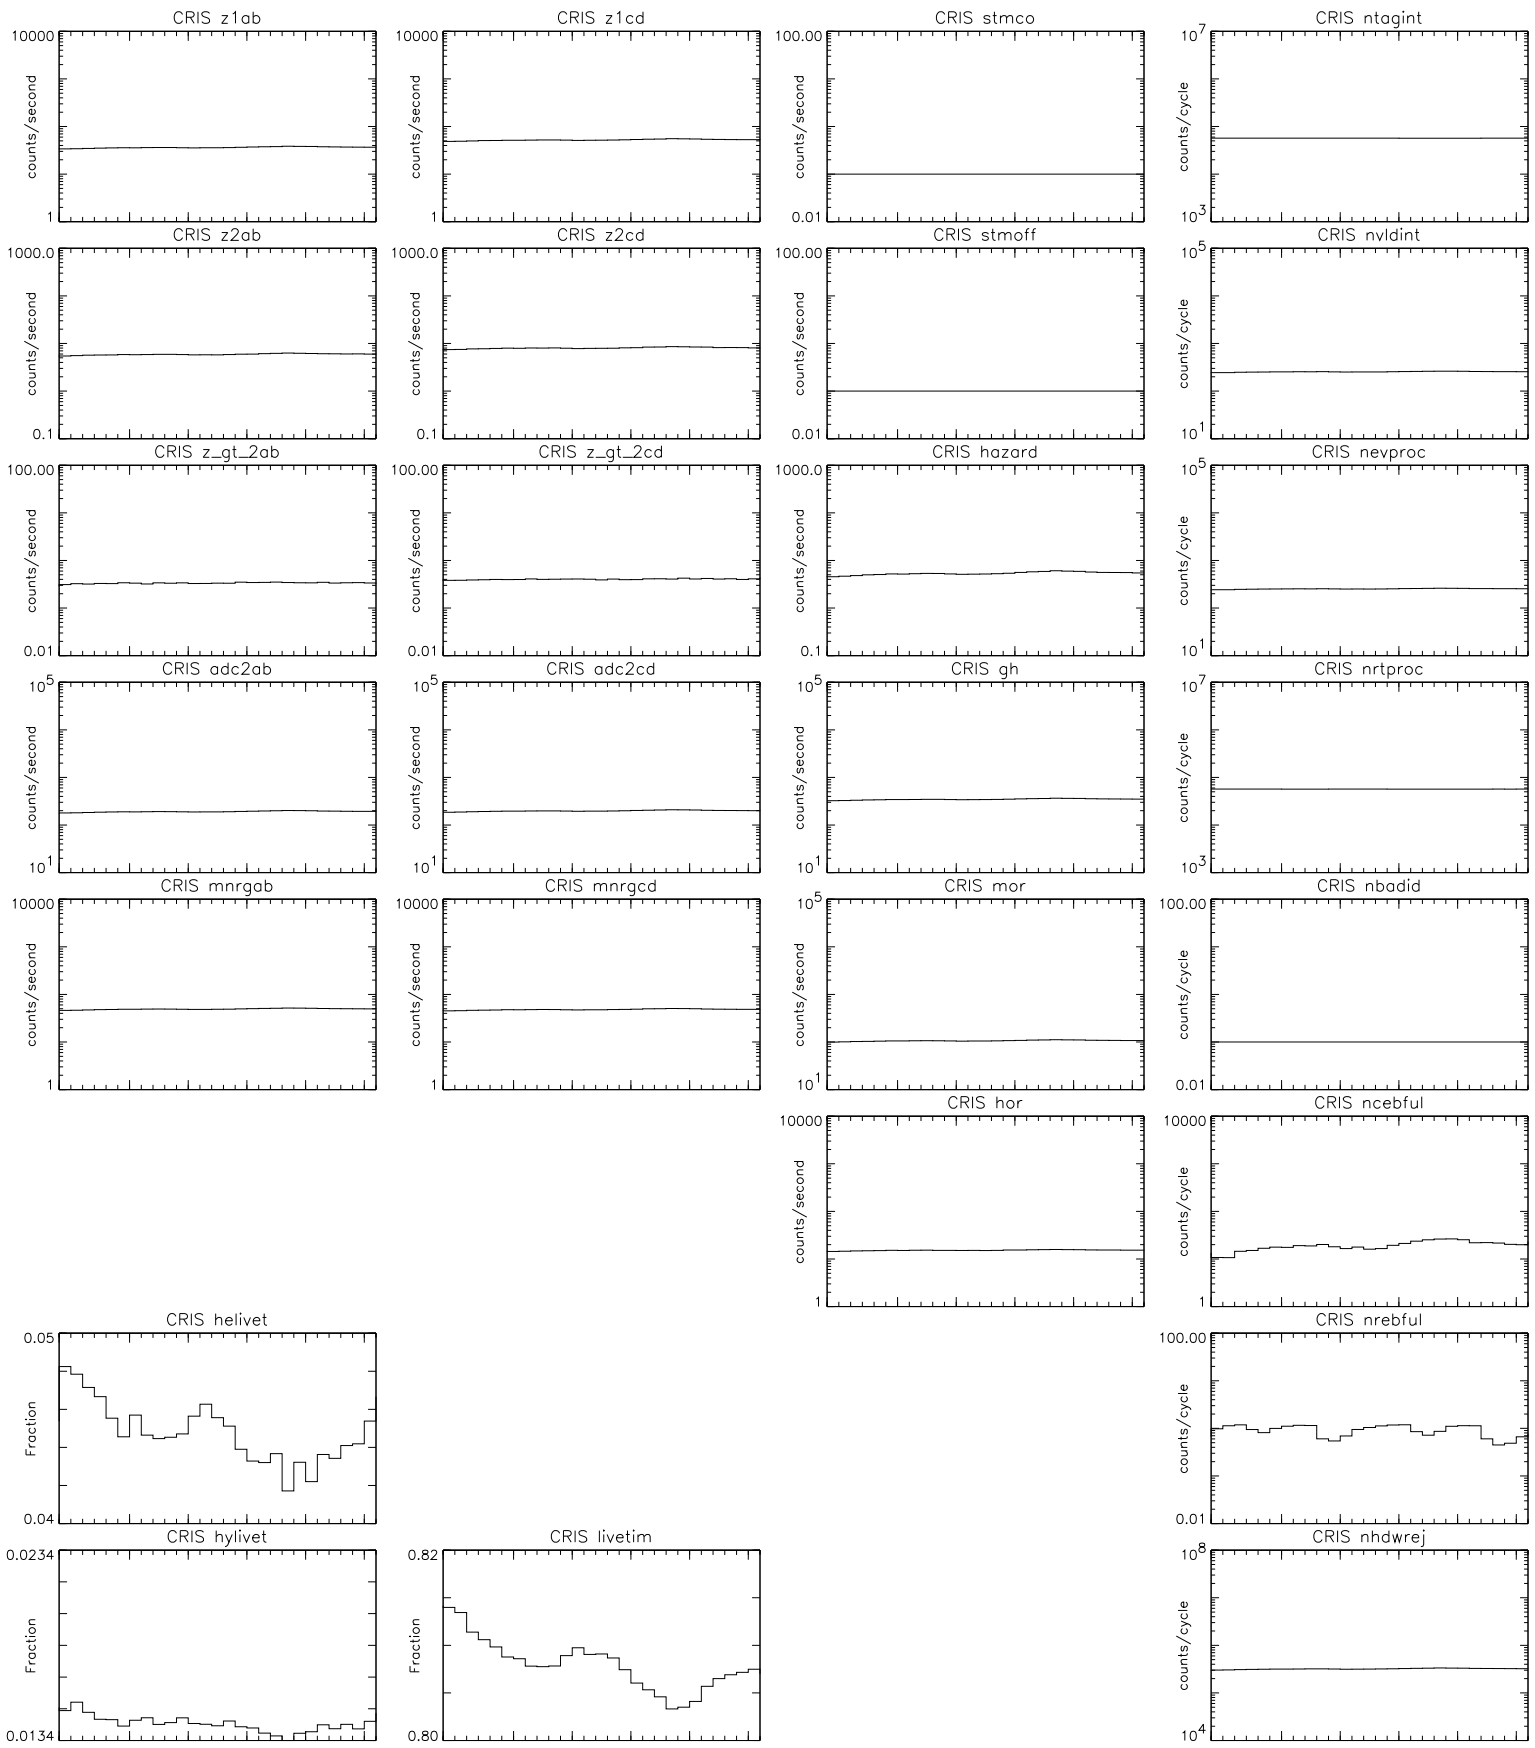 CRIS z1ab
10000
counts/second
1
CRIS z1cd
10000
counts/second
1
CRIS stmco
100.00
counts/second
0.01
CRIS ntagint
10^7
counts/cycle
10^3
CRIS z2ab
1000.0
counts/second
0.1
CRIS z2cd
1000.0
counts/second
0.1
CRIS stmoff
100.00
counts/second
0.01
CRIS nvldint
10^5
counts/cycle
10^1
CRIS z_gt_2ab
100.00
counts/second
0.01
CRIS z_gt_2cd
100.00
counts/second
0.01
CRIS hazard
1000.0
counts/second
0.1
CRIS nevproc
10^5
counts/cycle
10^1
CRIS adc2ab
10^5
counts/second
10^1
CRIS adc2cd
10^5
counts/second
10^1
CRIS gh
10^5
counts/second
10^1
CRIS nrtproc
10^7
counts/cycle
10^3
CRIS mnrgab
10000
counts/second
1
CRIS mnrgcd
10000
counts/second
1
CRIS mor
10^5
counts/second
10^1
CRIS nbadid
100.00
counts/cycle
0.01
CRIS hor
10000
counts/second
1
CRIS ncebful
10000
counts/cycle
1
CRIS helivet
0.05
Fraction
0.04
CRIS nrebful
100.00
counts/cycle
0.01
CRIS hylivet
0.0234
Fraction
0.0134
CRIS livetim
0.82
Fraction
0.80
CRIS nhdwrej
10^8
counts/cycle
10^4